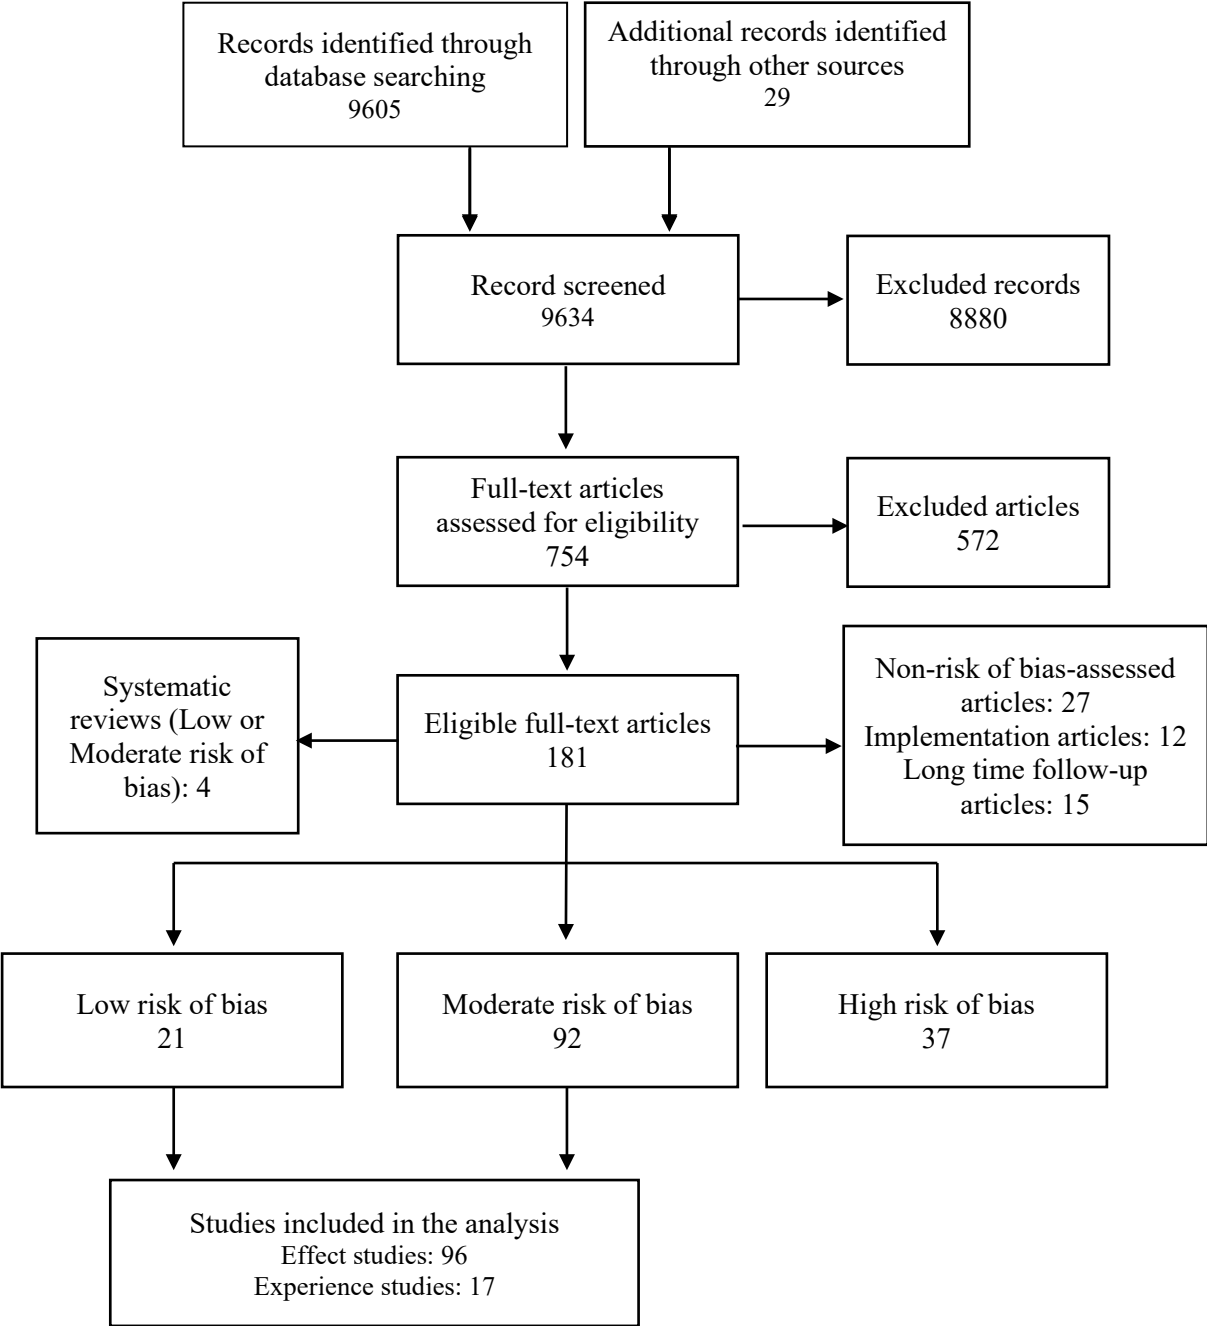 Records identified through
database searching
9605
Additional records identified
through other sources
29
Record screened
9634
Excluded records
8880
Full-text articles
assessed for eligibility
754
Excluded articles
572
Systematic
reviews (Low or
Moderate risk of
bias): 4
Eligible full-text articles
181
Non-risk of bias-assessed
articles: 27
Implementation articles: 12
Long time follow-up
articles: 15
Low risk of bias
21
Moderate risk of bias
92
High risk of bias
37
Studies included in the analysis
Effect studies: 96
Experience studies: 17